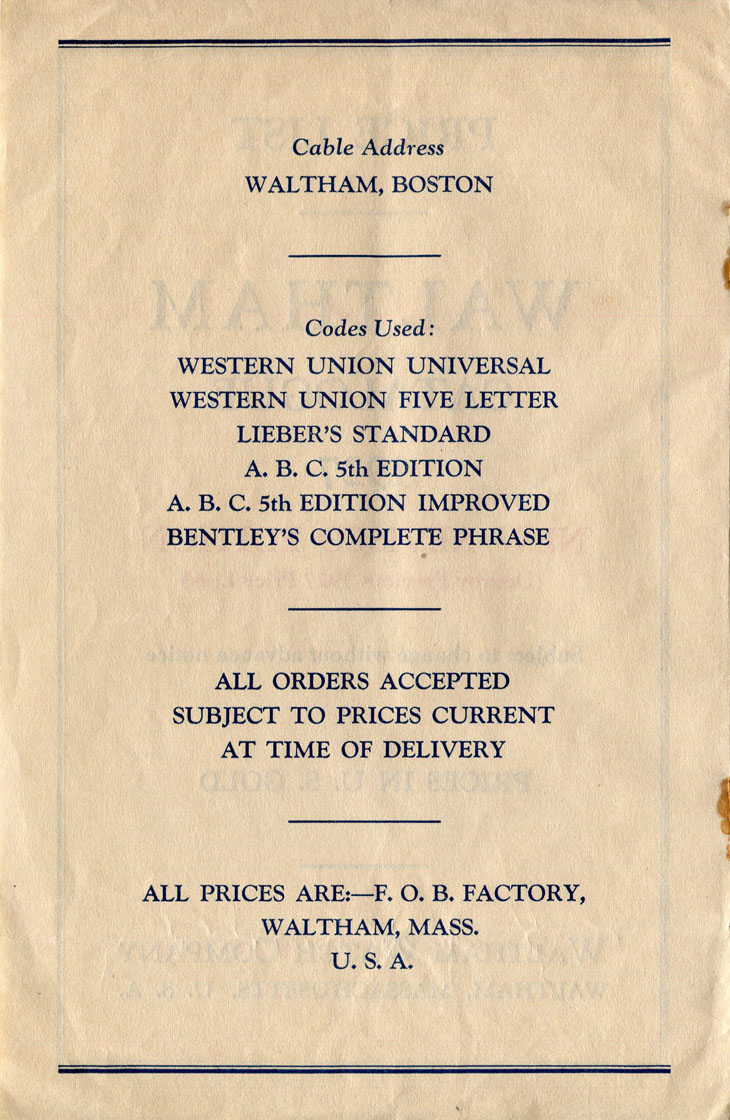 Cable Address
WALTHAM, BOSTON
Codes Used:
WESTERN UNION UNIVERSAL
WESTERN UNION FIVE LETTER
LIEBER'S STANDARD
A. B. C. 5th EDITION
A. B. C. 5th EDITION IMPROVED
BENTLEY'S COMPLETE PHRASE
ALL ORDERS ACCEPTED
SUBJECT TO PRICES CURRENT
AT TIME OF DELIVERY
ALL PRICES ARE:—F. O. B. FACTORY,
WALTHAM, MASS.
U. S. A.